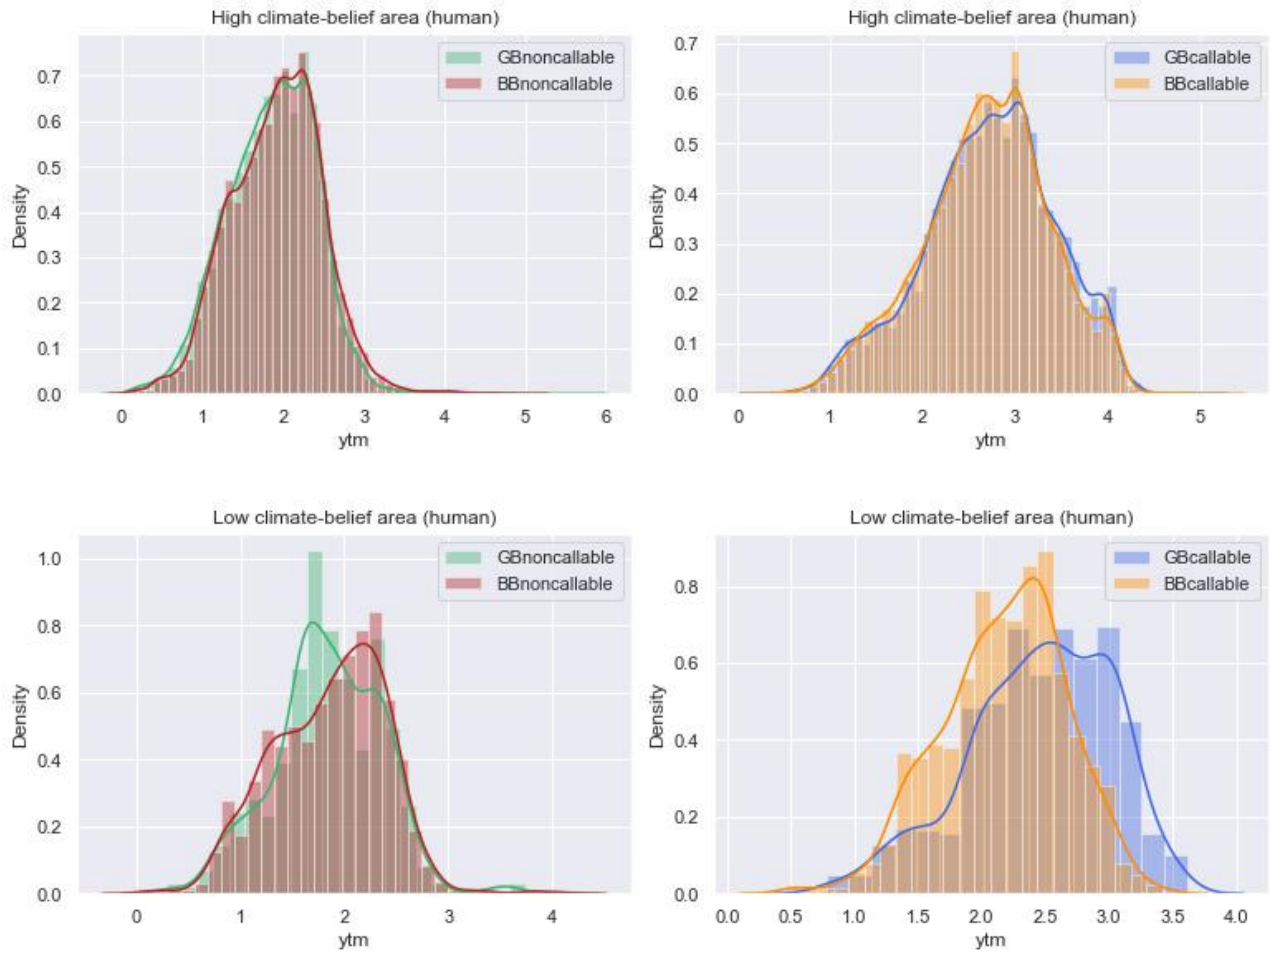 High climate-belief area (human)
GBnoncallable
BBnoncallable
Density
0.7
0.6
0.5
0.4
0.3
0.2
0.1
0.0
0 1 2 3 4 5 6
ytm
High climate-belief area (human)
GBcallable
BBcallable
Density
0.7
0.6
0.5
0.4
0.3
0.2
0.1
0.0
0 1 2 3 4 5
ytm
Low climate-belief area (human)
GBnoncallable
BBnoncallable
Density
1.0
0.8
0.6
0.4
0.2
0.0
0 1 2 3 4
ytm
Low climate-belief area (human)
GBcallable
BBcallable
Density
0.8
0.6
0.4
0.2
0.0
0.0 0.5 1.0 1.5 2.0 2.5 3.0 3.5 4.0
ytm